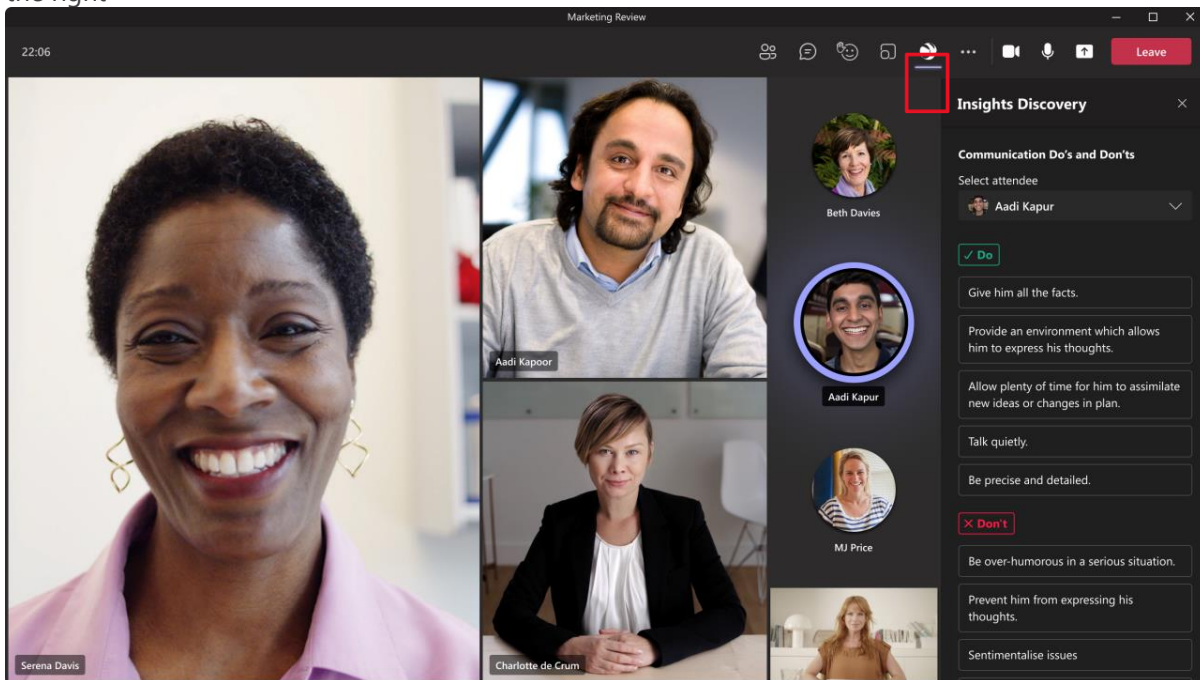 the right
Marketing Review
22:06
Leave
Insights Discovery
Communication Do's and Don'ts
Select attendee
Aadi Kapur
Do
Give him all the facts.
Provide an environment which allows
him to express his thoughts.
Allow plenty of time for him to assimilate
new ideas or changes in plan.
Talk quietly.
Be precise and detailed.
Don't
Be over-humorous in a serious situation.
Prevent him from expressing his
thoughts.
Sentimentalise issues
Beth Davies
Aadi Kapoor
Aadi Kapur
MJ Price
Serena Davis
Charlotte de Crum